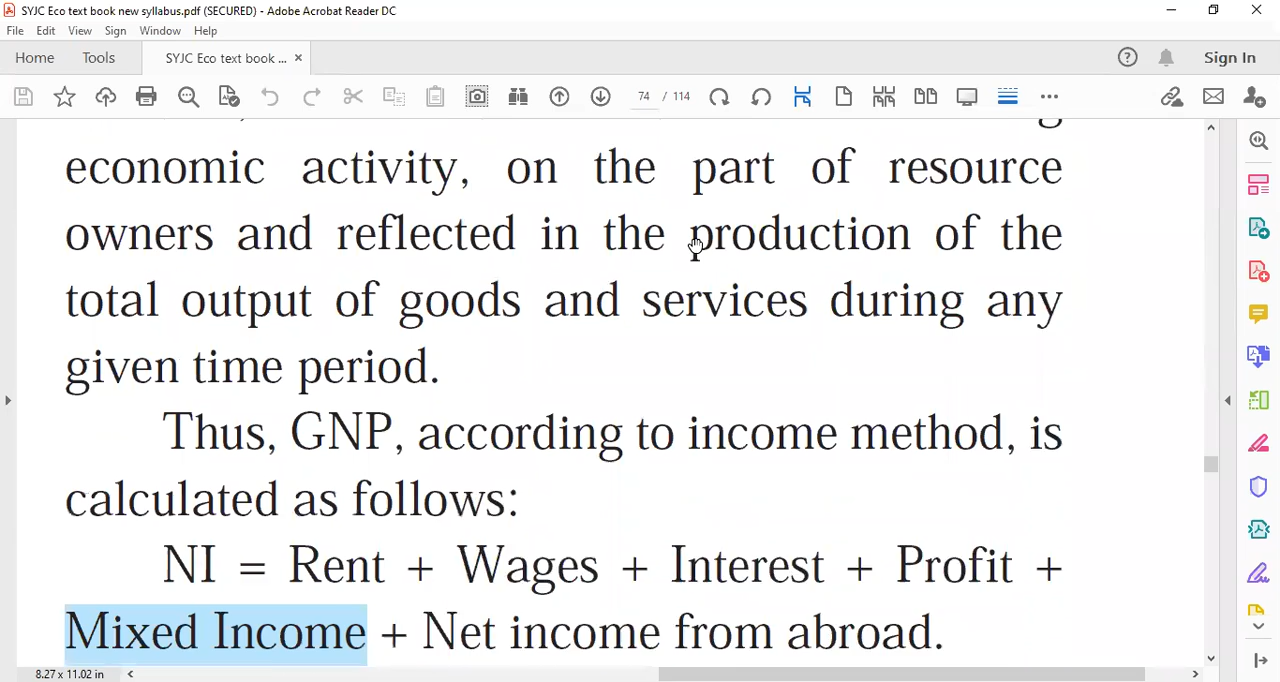 SYJC Eco text book new syllabus.pdf (SECURED) - Adobe Acrobat Reader DC
File Edit View Sign Window Help
Home Tools SYJC Eco text book ... × Sign In
74 / 114
economic activity, on the part of resource
owners and reflected in the production of the
total output of goods and services during any
given time period.
Thus, GNP, according to income method, is
calculated as follows:
NI = Rent + Wages + Interest + Profit +
Mixed Income + Net income from abroad.
8.27 x 11.02 in